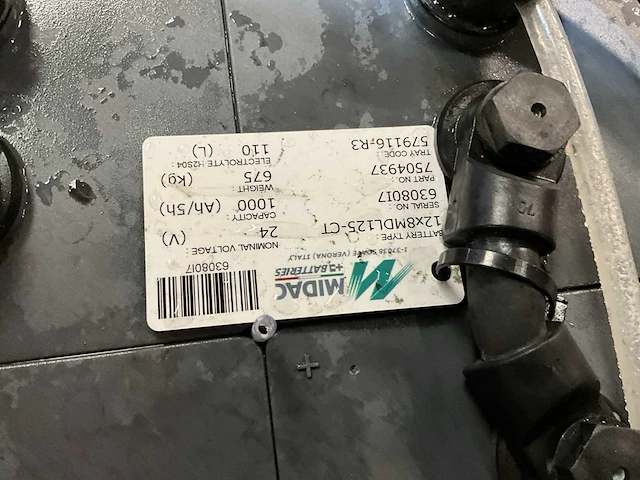 MIDAC
BATTERIES
I-37038 SOAVE (VERONA) ITALY
6308017
BATTERY TYPE:
12x8MDL125-CT
NOMINAL VOLTAGE:
24 (V)
SERIAL NO.:
6308017
CAPACITY:
1000 (Ah/5h)
PART NO.:
7504937
WEIGHT:
675 (Kg)
TRAY CODE:
579116-R3
ELECTROLYTE H2SO4:
110 (L)
+